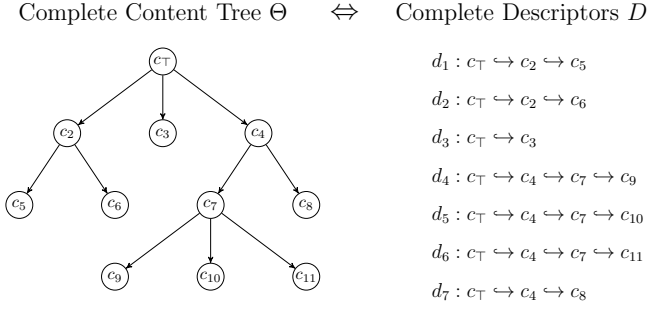 Complete Content Tree Θ ⇔ Complete Descriptors D
c⊤
c₂ c₃ c₄
c₅ c₆ c₇ c₈
c₉ c₁₀ c₁₁
d₁ : c⊤ ↪ c₂ ↪ c₅
d₂ : c⊤ ↪ c₂ ↪ c₆
d₃ : c⊤ ↪ c₃
d₄ : c⊤ ↪ c₄ ↪ c₇ ↪ c₉
d₅ : c⊤ ↪ c₄ ↪ c₇ ↪ c₁₀
d₆ : c⊤ ↪ c₄ ↪ c₇ ↪ c₁₁
d₇ : c⊤ ↪ c₄ ↪ c₈